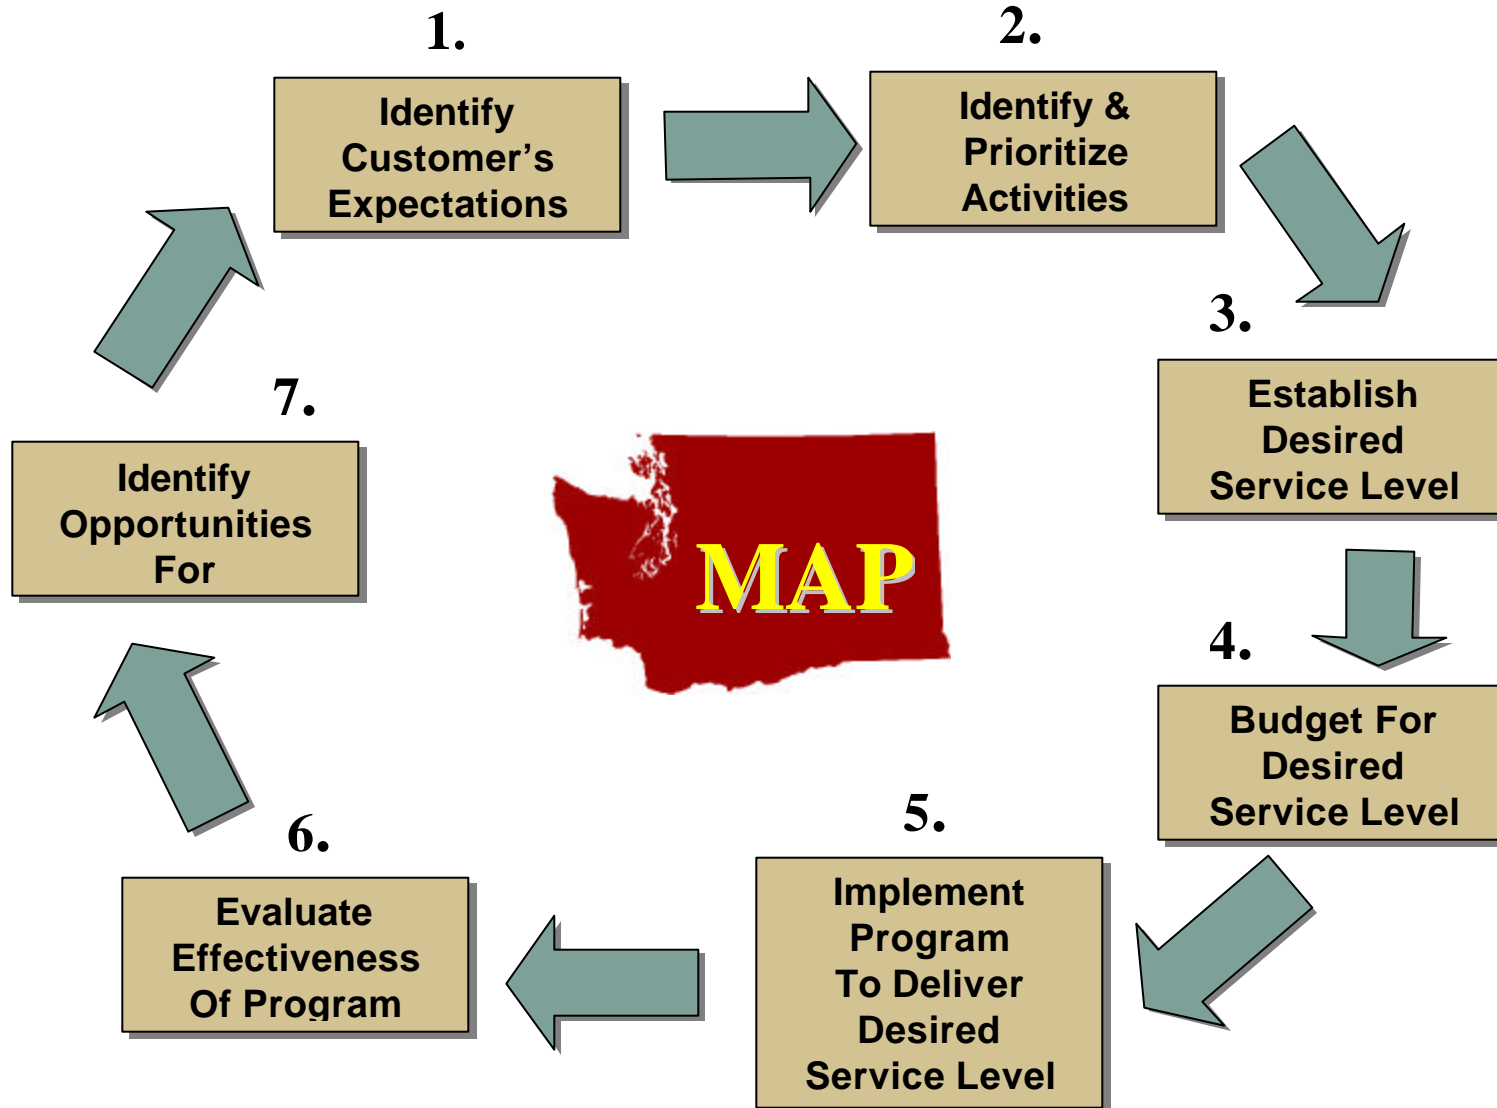 1.
Identify
Customer’s
Expectations
2.
Identify &
Prioritize
Activities
3.
Establish
Desired
Service Level
4.
Budget For
Desired
Service Level
5.
Implement
Program
To Deliver
Desired
Service Level
6.
Evaluate
Effectiveness
Of Program
7.
Identify
Opportunities
For
MAP